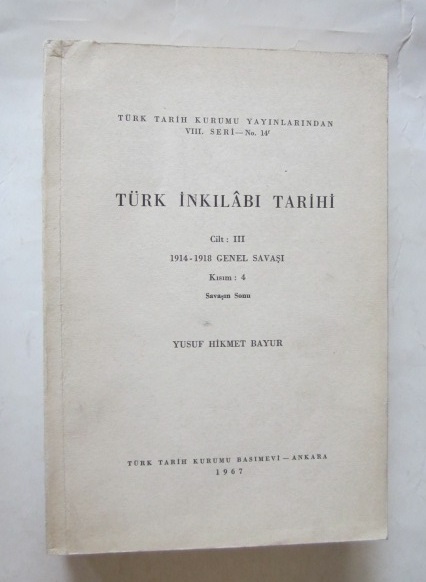 TÜRK TARİH KURUMU YAYINLARINDAN
VIII. SERİ—No. 14f
TÜRK İNKILÂBI TARİHİ
Cilt : III
1914-1918 GENEL SAVAŞI
Kısım : 4
Savaşın Sonu
YUSUF HİKMET BAYUR
TÜRK TARİH KURUMU BASIMEVİ — ANKARA
1967